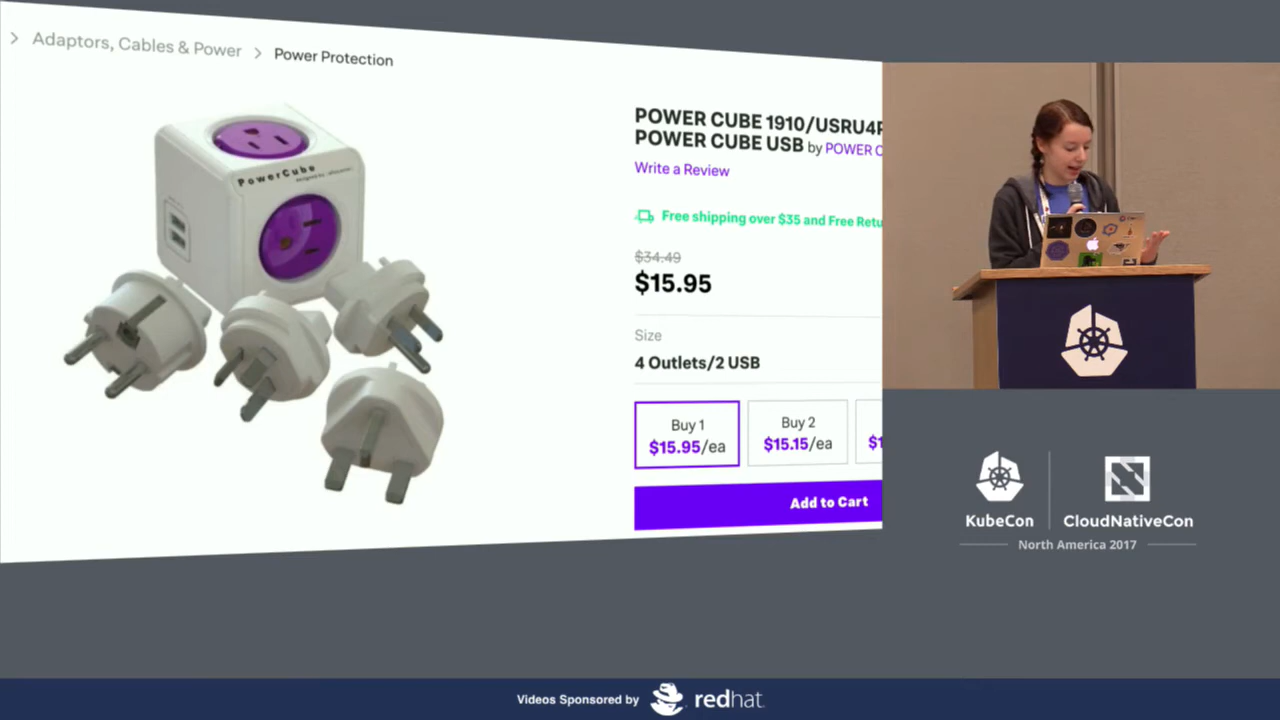 > Adaptors, Cables & Power > Power Protection
PowerCube
POWER CUBE 1910/USRU4P
POWER CUBE USB by POWER C
Write a Review
Free shipping over $35 and Free Retu
$34.49
$15.95
Size
4 Outlets/2 USB
Buy 1
$15.95/ea
Buy 2
$15.15/ea
$1
Add to Cart
KubeCon
CloudNativeCon
North America 2017
Videos Sponsored by
redhat.